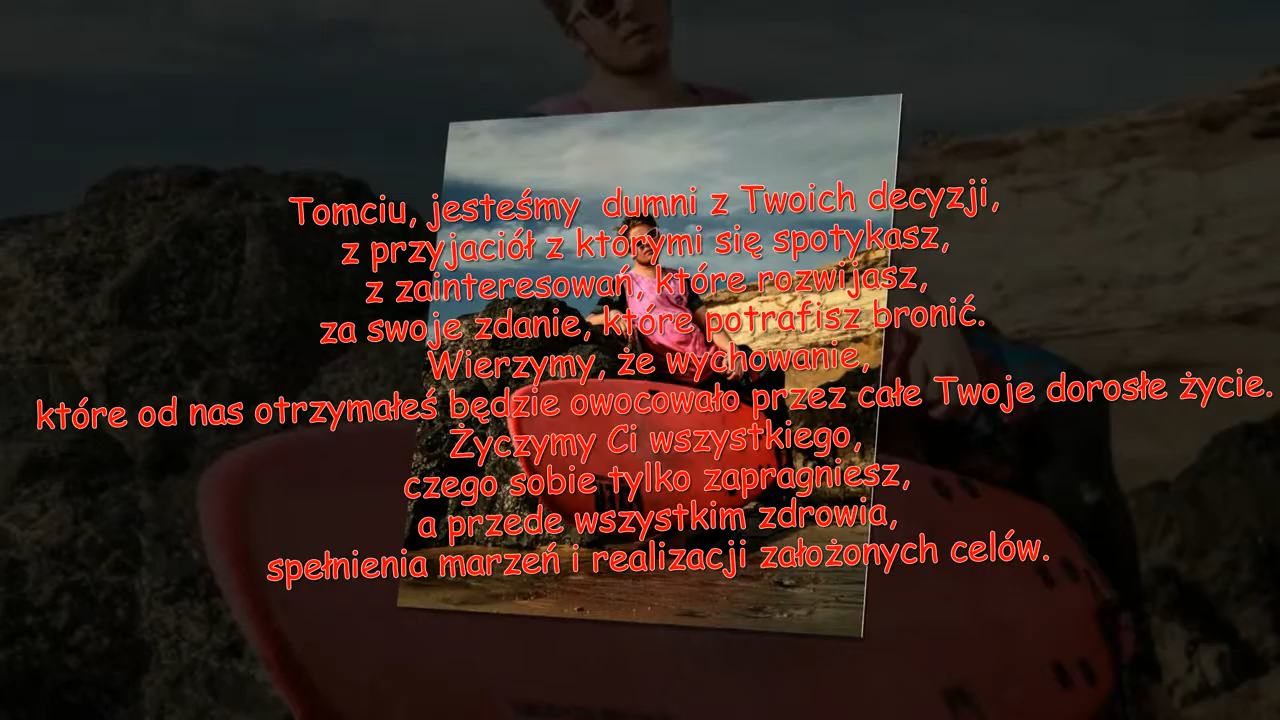 Tomciu, jesteśmy  dumni z Twoich decyzji,
z przyjaciół z którymi się spotykasz,
z zainteresowań, które rozwijasz,
za swoje zdanie, które potrafisz bronić.
Wierzymy, że wychowanie,
które od nas otrzymałeś będzie owocowało przez całe Twoje dorosłe życie.
Życzymy Ci wszystkiego,
czego sobie tylko zapragniesz,
a przede wszystkim zdrowia,
spełnienia marzeń i realizacji założonych celów.